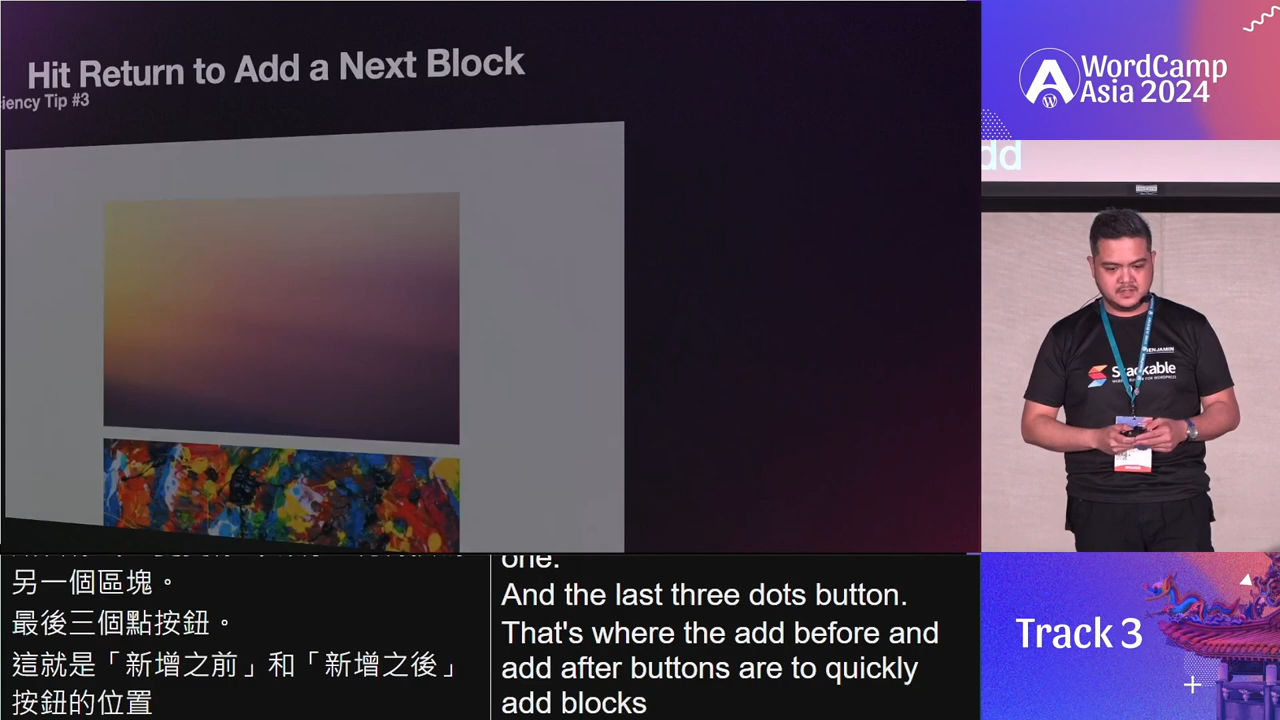 Hit Return to Add a Next Block
iency Tip #3
WordCamp
Asia 2024
dd
BENJAMIN
Stackable
另一個區塊。
最後三個點按鈕。
這就是「新增之前」和「新增之後」
按鈕的位置
one.
And the last three dots button.
That's where the add before and
add after buttons are to quickly
add blocks
Track 3